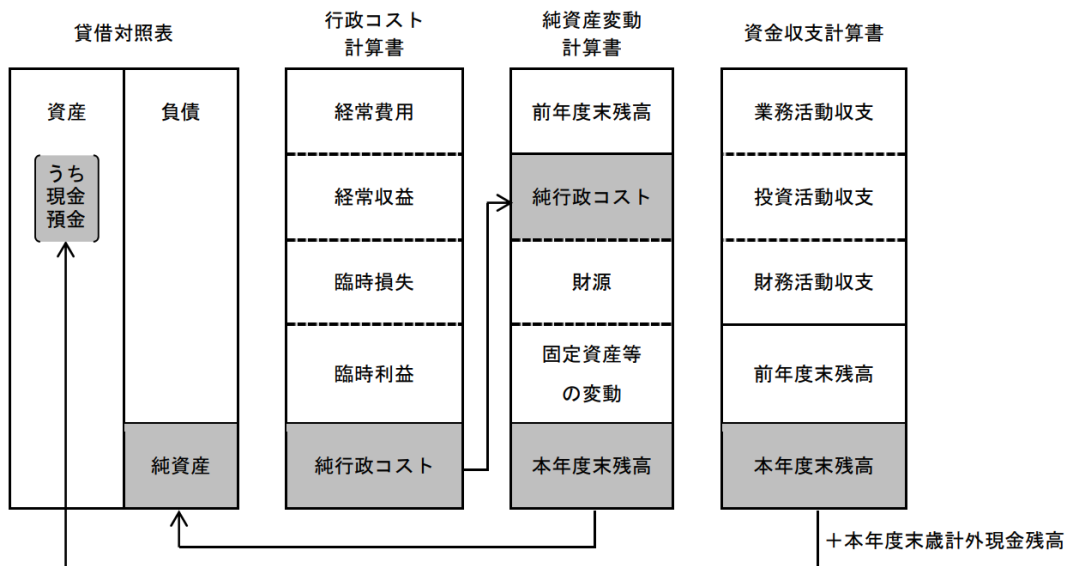 貸借対照表
資産
うち
現金
預金
負債
純資産
行政コスト
計算書
経常費用
経常収益
臨時損失
臨時利益
純行政コスト
純資産変動
計算書
前年度末残高
純行政コスト
財源
固定資産等
の変動
本年度末残高
資金収支計算書
業務活動収支
投資活動収支
財務活動収支
前年度末残高
本年度末残高
＋本年度末歳計外現金残高